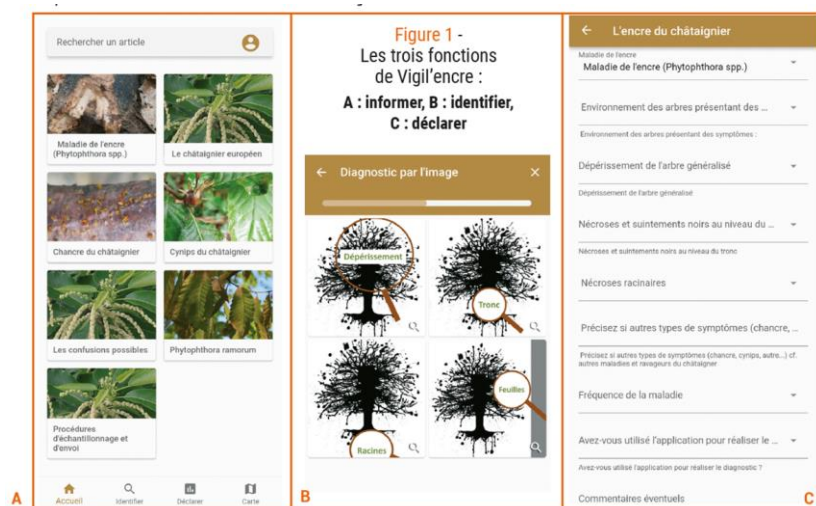 Rechercher un article
Maladie de l'encre
(Phytophthora spp.)
Le châtaignier européen
Chancre du châtaignier
Cynips du châtaignier
Les confusions possibles
Phytophthora ramorum
Procédures
d'échantillonnage et
d'envoi
Accueil
Identifier
Déclarer
Carte
A
Figure 1 -
Les trois fonctions
de Vigil'encre :
A : informer, B : identifier,
C : déclarer
Diagnostic par l'image
Dépérissement
Tronc
Racines
Feuilles
B
L'encre du châtaignier
Maladie de l'encre
Maladie de l'encre (Phytophthora spp.)
Environnement des arbres présentant des ...
Environnement des arbres présentant des symptômes :
Dépérissement de l'arbre généralisé
Dépérissement de l'arbre généralisé
Nécroses et suintements noirs au niveau du ...
Nécroses et suintements noirs au niveau du tronc
Nécroses racinaires
Précisez si autres types de symptômes (chancre, ...
Précisez si autres types de symptômes (chancre, cynips, autre...) cf.
autres maladies et ravageurs du châtaigner
Fréquence de la maladie
Avez-vous utilisé l'application pour réaliser le ...
Avez-vous utilisé l'application pour réaliser le diagnostic ?
Commentaires éventuels
C